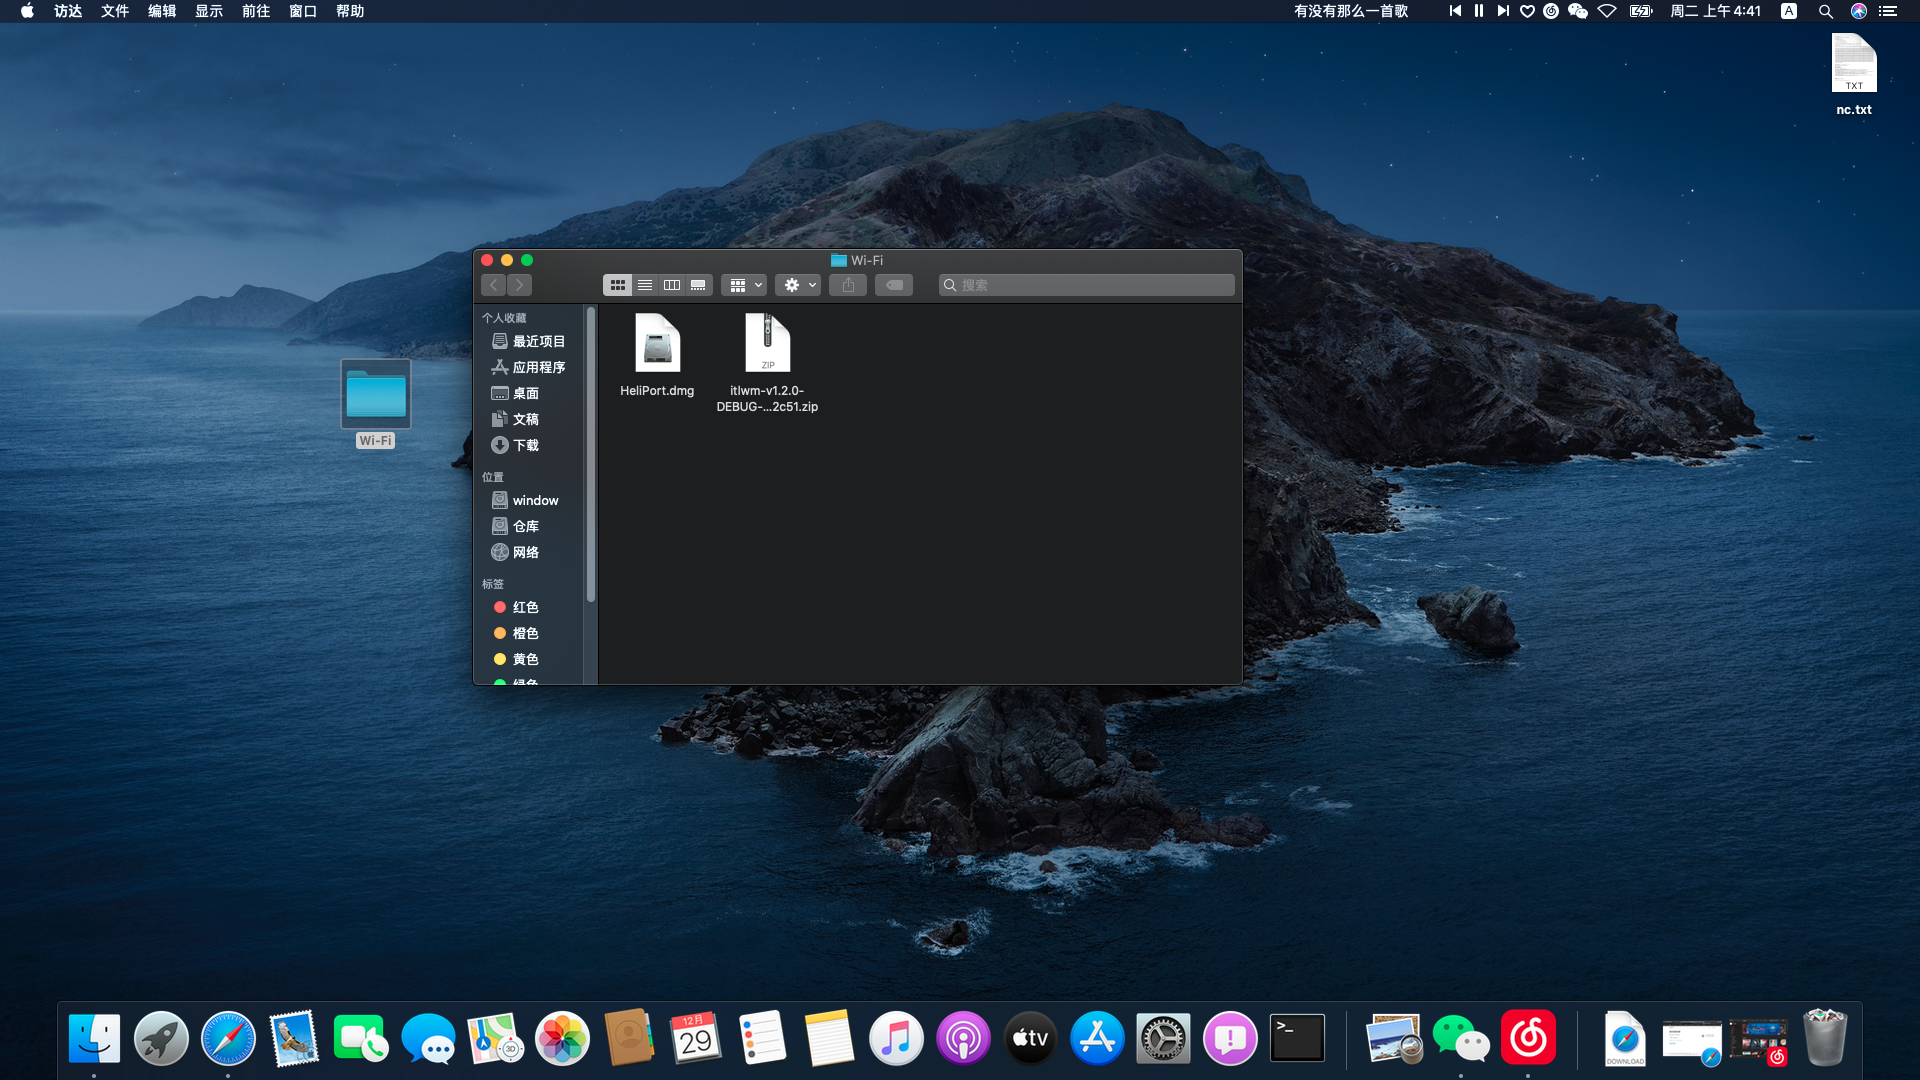 访达 文件 编辑 显示 前往 窗口 帮助 有没有那么一首歌 周二 上午4:41 A
TXT
nc.txt
Wi-Fi
搜索
个人收藏
最近项目
应用程序
桌面
文稿
下载
位置
window
仓库
网络
标签
红色
橙色
黄色
绿色
HeliPort.dmg
ZIP
itlwm-v1.2.0-
DEBUG-...2c51.zip
Wi-Fi
3D
12月
29
tv
>_
DOWNLOAD